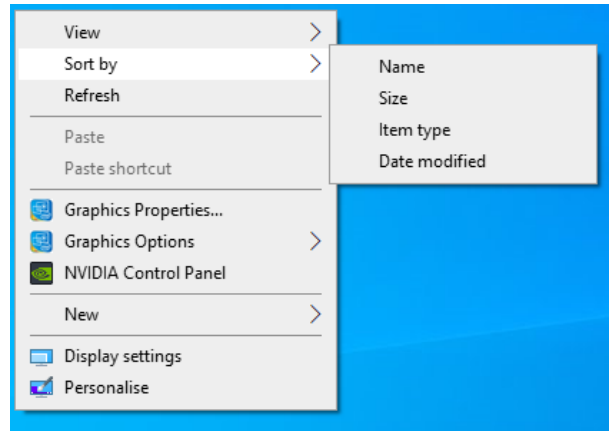 View
Sort by
Refresh
Paste
Paste shortcut
Graphics Properties...
Graphics Options
NVIDIA Control Panel
New
Display settings
Personalise
Name
Size
Item type
Date modified